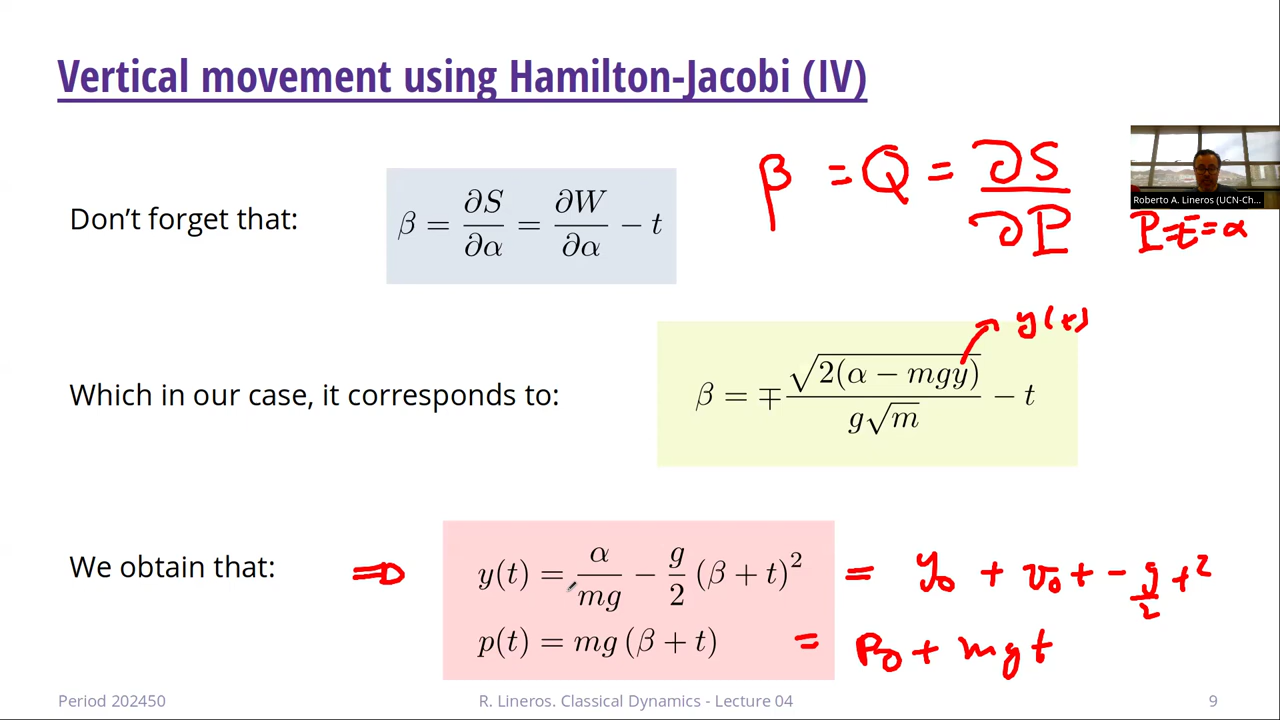 Vertical movement using Hamilton-Jacobi (IV)
β = Q = ∂S/∂P
Roberto A. Lineros (UCN-Ch...
P = E = α
Don't forget that: β = ∂S/∂α = ∂W/∂α − t
y(t)
Which in our case, it corresponds to: β = ∓ √(2(α − mgy)) / (g√m) − t
We obtain that: ⇒ y(t) = α/mg − g/2 (β + t)² = y₀ + v₀t − g/2 t²
p(t) = mg (β + t) = P₀ + mgt
Period 202450 R. Lineros. Classical Dynamics - Lecture 04 9